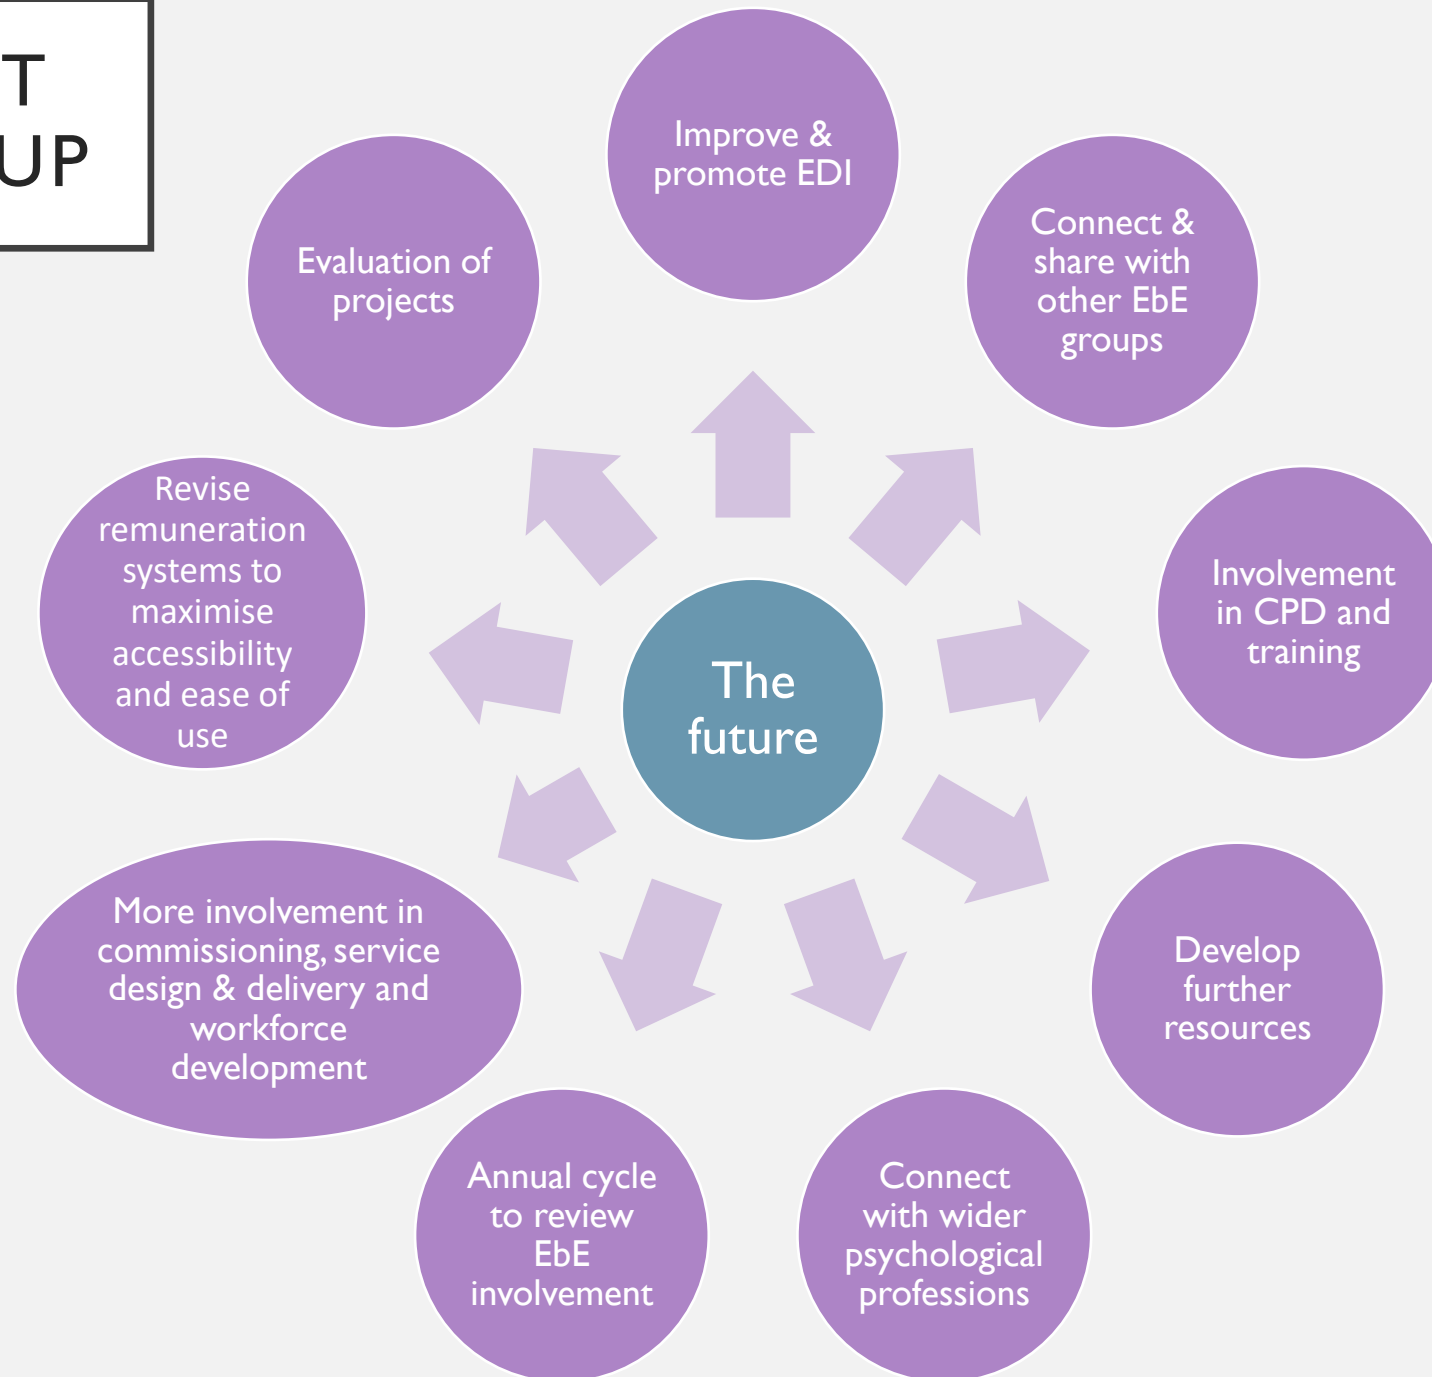 T
UP
Improve &
promote EDI
Connect &
share with
other EbE
groups
Involvement
in CPD and
training
Develop
further
resources
Connect
with wider
psychological
professions
Annual cycle
to review
EbE
involvement
More involvement in
commissioning, service
design & delivery and
workforce
development
Revise
remuneration
systems to
maximise
accessibility
and ease of
use
Evaluation of
projects
The
future